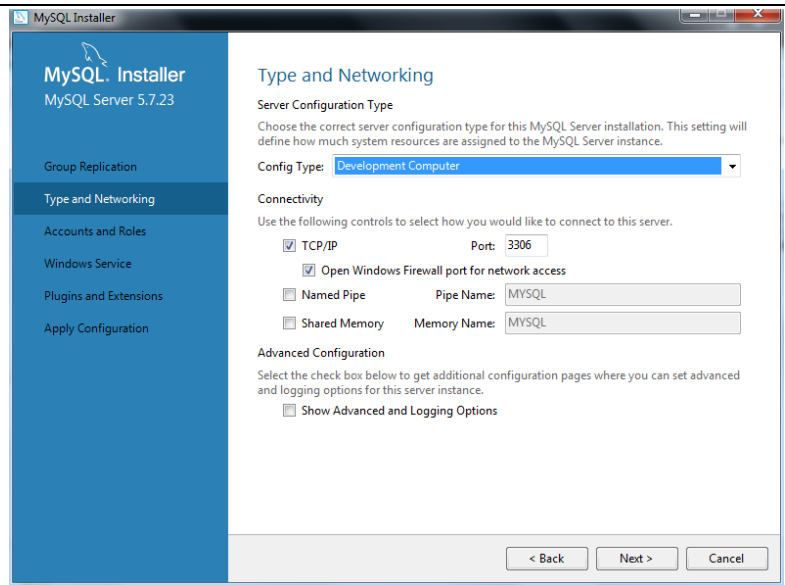 MySQL Installer
MySQL. Installer
MySQL Server 5.7.23
Group Replication
Type and Networking
Accounts and Roles
Windows Service
Plugins and Extensions
Apply Configuration
Type and Networking
Server Configuration Type
Choose the correct server configuration type for this MySQL Server installation. This setting will
define how much system resources are assigned to the MySQL Server instance.
Config Type: Development Computer
Connectivity
Use the following controls to select how you would like to connect to this server.
TCP/IP Port: 3306
Open Windows Firewall port for network access
Named Pipe Pipe Name: MYSQL
Shared Memory Memory Name: MYSQL
Advanced Configuration
Select the check box below to get additional configuration pages where you can set advanced
and logging options for this server instance.
Show Advanced and Logging Options
< Back Next > Cancel